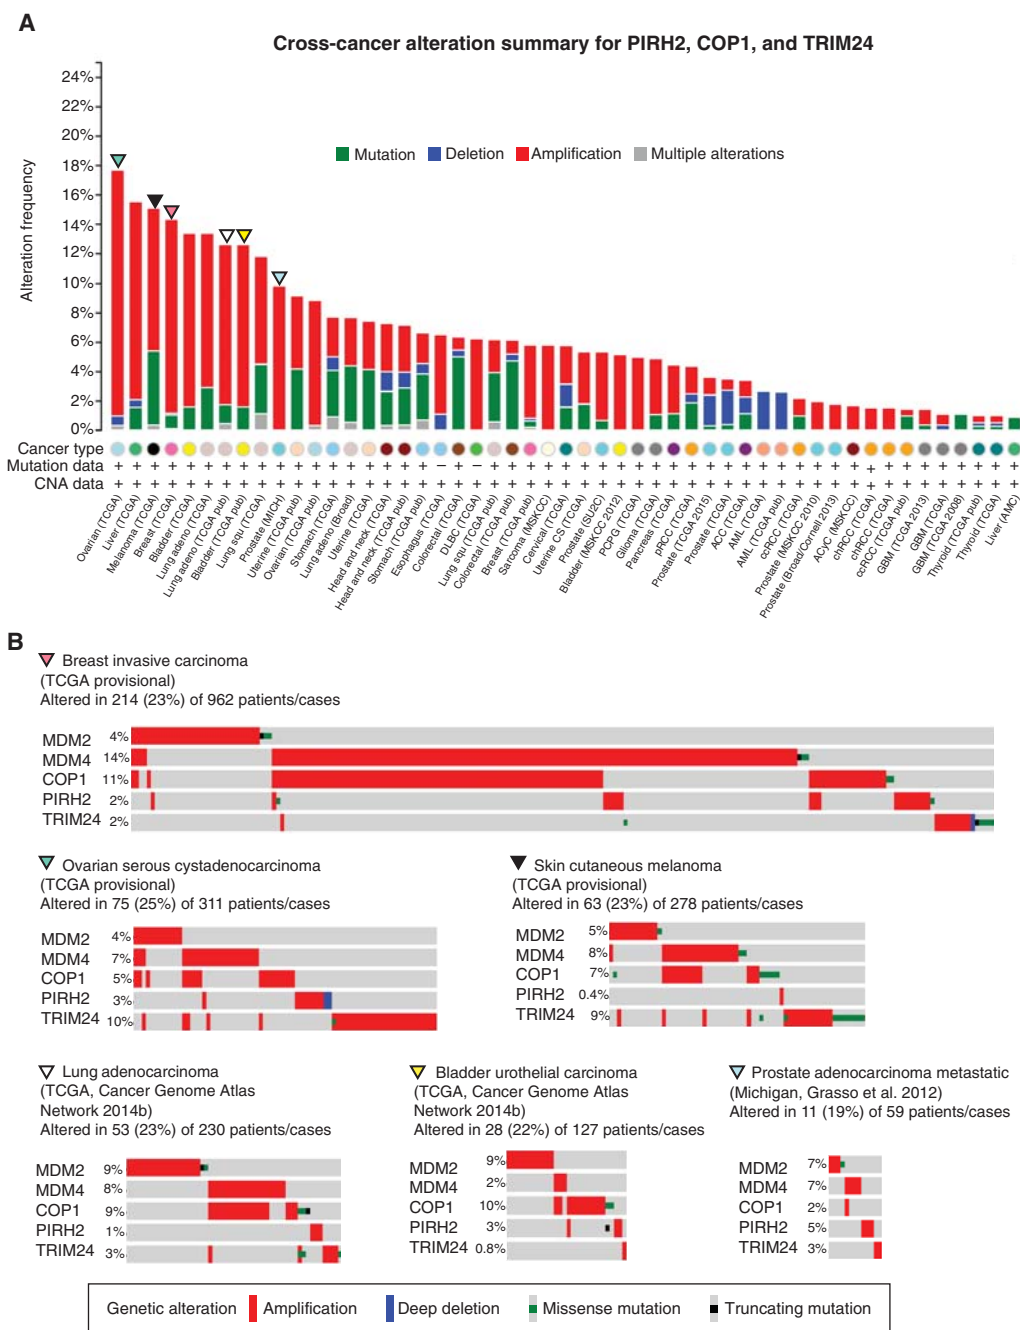 A
Cross-cancer alteration summary for PIRH2, COP1, and TRIM24
24%
22%
20%
18%
16%
14%
12%
10%
8%
6%
4%
2%
0%
Alteration frequency
Mutation Deletion Amplification Multiple alterations
Cancer type
Mutation data + + + + + + + + + + + + + + + + + + − + − + + + + + + + + + + + + + + + + + + + + + + + + + + + + +
CNA data + + + + + + + + + + + + + + + + + + + + + + + + + + + + + + + + + + + + + + + + + + + + + + + + + +
Ovarian (TCGA)
Liver (TCGA)
Melanoma (TCGA)
Breast (TCGA)
Bladder (TCGA)
Lung adeno (TCGA)
Lung adeno (TCGA pub)
Bladder (TCGA pub)
Lung squ (TCGA)
Prostate (MICH)
Uterine (TCGA pub)
Ovarian (TCGA pub)
Stomach (TCGA)
Lung adeno (Broad)
Uterine (TCGA)
Head and neck (TCGA)
Head and neck (TCGA pub)
Stomach (TCGA pub)
Esophagus (TCGA)
Colorectal (TCGA)
DLBC (TCGA)
Lung squ (TCGA pub)
Colorectal (TCGA pub)
Breast (TCGA pub)
Sarcoma (MSKCC)
Cervical (TCGA)
Uterine CS (TCGA)
Prostate (SU2C)
Bladder (MSKCC 2012)
PCPG (TCGA)
Glioma (TCGA)
Pancreas (TCGA)
pRCC (TCGA)
Prostate (TCGA 2015)
Prostate (TCGA)
ACC (TCGA)
AML (TCGA)
AML (TCGA pub)
ccRCC (TCGA)
Prostate (MSKCC 2010)
Prostate (Broad/Cornell 2013)
ACyC (MSKCC)
chRCC (TCGA)
chRCC (TCGA)
ccRCC (TCGA pub)
GBM (TCGA 2013)
GBM (TCGA)
GBM (TCGA 2008)
Thyroid (TCGA pub)
Thyroid (TCGA)
Liver (AMC)
B
Breast invasive carcinoma
(TCGA provisional)
Altered in 214 (23%) of 962 patients/cases
MDM2 4%
MDM4 14%
COP1 11%
PIRH2 2%
TRIM24 2%
Ovarian serous cystadenocarcinoma
(TCGA provisional)
Altered in 75 (25%) of 311 patients/cases
MDM2 4%
MDM4 7%
COP1 5%
PIRH2 3%
TRIM24 10%
Skin cutaneous melanoma
(TCGA provisional)
Altered in 63 (23%) of 278 patients/cases
MDM2 5%
MDM4 8%
COP1 7%
PIRH2 0.4%
TRIM24 9%
Lung adenocarcinoma
(TCGA, Cancer Genome Atlas
Network 2014b)
Altered in 53 (23%) of 230 patients/cases
MDM2 9%
MDM4 8%
COP1 9%
PIRH2 1%
TRIM24 3%
Bladder urothelial carcinoma
(TCGA, Cancer Genome Atlas
Network 2014b)
Altered in 28 (22%) of 127 patients/cases
MDM2 9%
MDM4 2%
COP1 10%
PIRH2 3%
TRIM24 0.8%
Prostate adenocarcinoma metastatic
(Michigan, Grasso et al. 2012)
Altered in 11 (19%) of 59 patients/cases
MDM2 7%
MDM4 7%
COP1 2%
PIRH2 5%
TRIM24 3%
Genetic alteration Amplification Deep deletion Missense mutation Truncating mutation